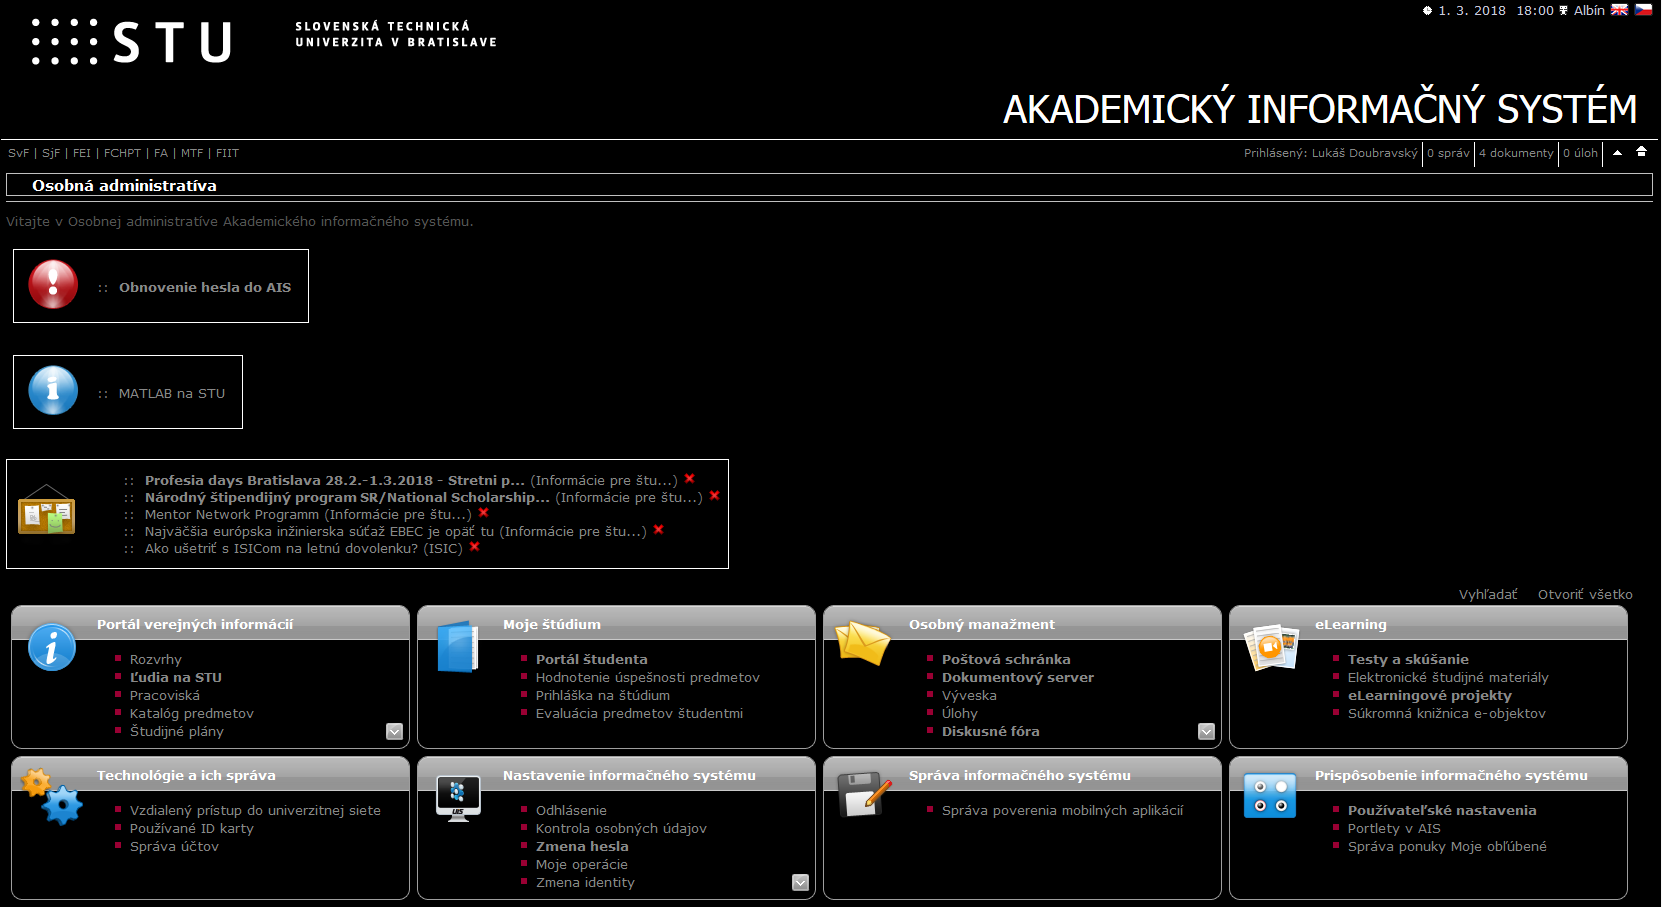 1. 3. 2018 18:00 Albín
STU
SLOVENSKÁ TECHNICKÁ
UNIVERZITA V BRATISLAVE
AKADEMICKÝ INFORMAČNÝ SYSTÉM
SvF | SjF | FEI | FCHPT | FA | MTF | FIIT
Prihlásený: Lukáš Doubravský | 0 správ | 4 dokumenty | 0 úloh
Osobná administratíva
Vitajte v Osobnej administratíve Akademického informačného systému.
:: Obnovenie hesla do AIS
:: MATLAB na STU
:: Profesia days Bratislava 28.2.-1.3.2018 - Stretni p... (Informácie pre štu...)
:: Národný štipendijný program SR/National Scholarship... (Informácie pre štu...)
:: Mentor Network Programm (Informácie pre štu...)
:: Najväčšia európska inžinierska súťaž EBEC je opäť tu (Informácie pre štu...)
:: Ako ušetriť s ISICom na letnú dovolenku? (ISIC)
Vyhľadať Otvoriť všetko
Portál verejných informácií
Rozvrhy
Ľudia na STU
Pracoviská
Katalóg predmetov
Študijné plány
Moje štúdium
Portál študenta
Hodnotenie úspešnosti predmetov
Prihláška na štúdium
Evaluácia predmetov študentmi
Osobný manažment
Poštová schránka
Dokumentový server
Výveska
Úlohy
Diskusné fóra
eLearning
Testy a skúšanie
Elektronické študijné materiály
eLearningové projekty
Súkromná knižnica e-objektov
Technológie a ich správa
Vzdialený prístup do univerzitnej siete
Používané ID karty
Správa účtov
Nastavenie informačného systému
UIS
Odhlásenie
Kontrola osobných údajov
Zmena hesla
Moje operácie
Zmena identity
Správa informačného systému
Správa poverenia mobilných aplikácií
Prispôsobenie informačného systému
Používateľské nastavenia
Portlety v AIS
Správa ponuky Moje obľúbené